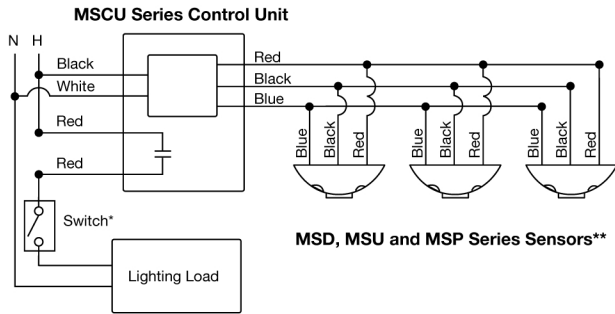 MSCU Series Control Unit
N H
Black
White
Red
Red
Red
Black
Blue
Blue
Black
Red
Blue
Black
Red
Blue
Black
Red
Switch*
Lighting Load
MSD, MSU and MSP Series Sensors**